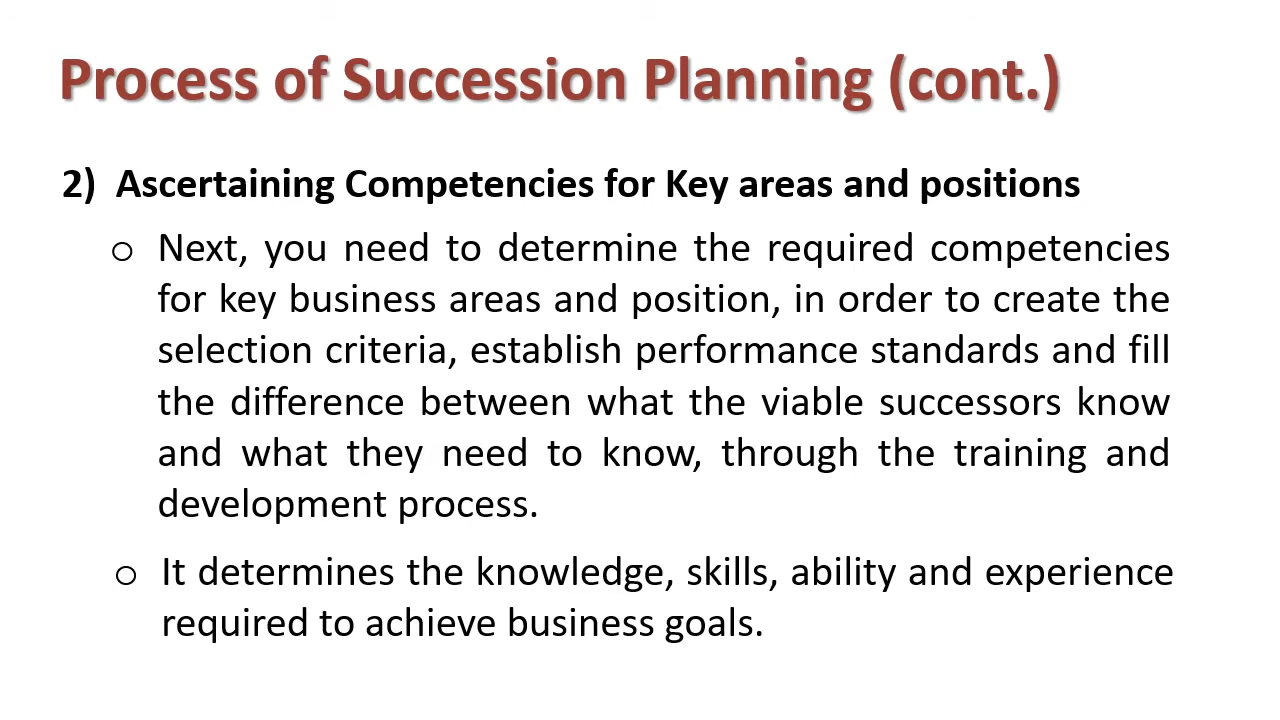 Process of Succession Planning (cont.)
2) Ascertaining Competencies for Key areas and positions
o Next, you need to determine the required competencies
for key business areas and position, in order to create the
selection criteria, establish performance standards and fill
the difference between what the viable successors know
and what they need to know, through the training and
development process.
o It determines the knowledge, skills, ability and experience
required to achieve business goals.